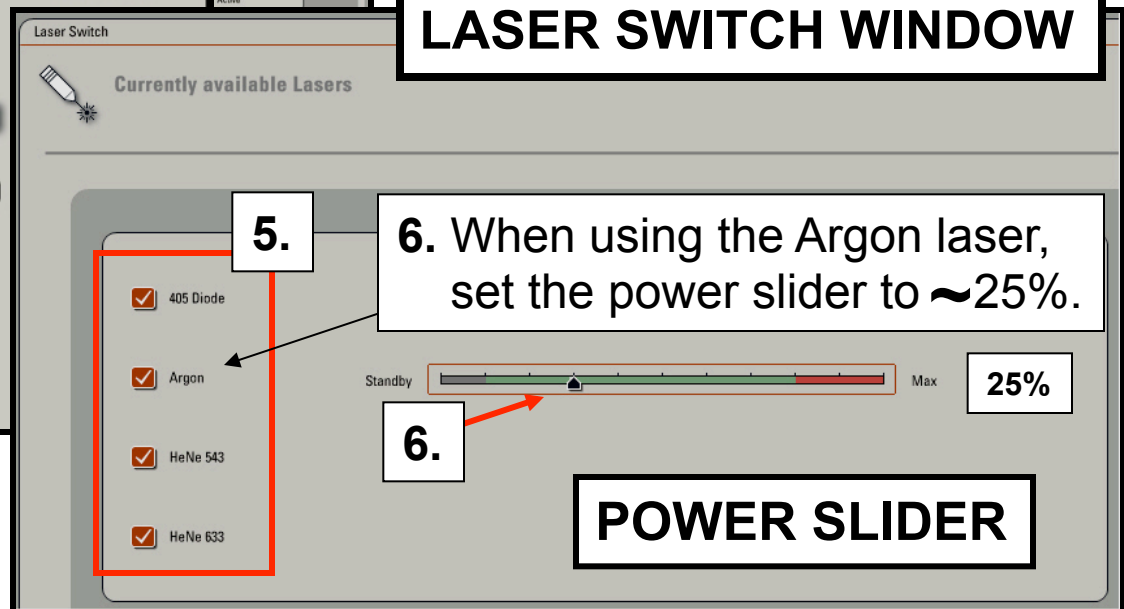 Active
LASER SWITCH WINDOW
Laser Switch
Currently available Lasers
5.
6. When using the Argon laser,
set the power slider to ~25%.
405 Diode
Argon
Standby
Max
25%
6.
HeNe 543
POWER SLIDER
HeNe 633